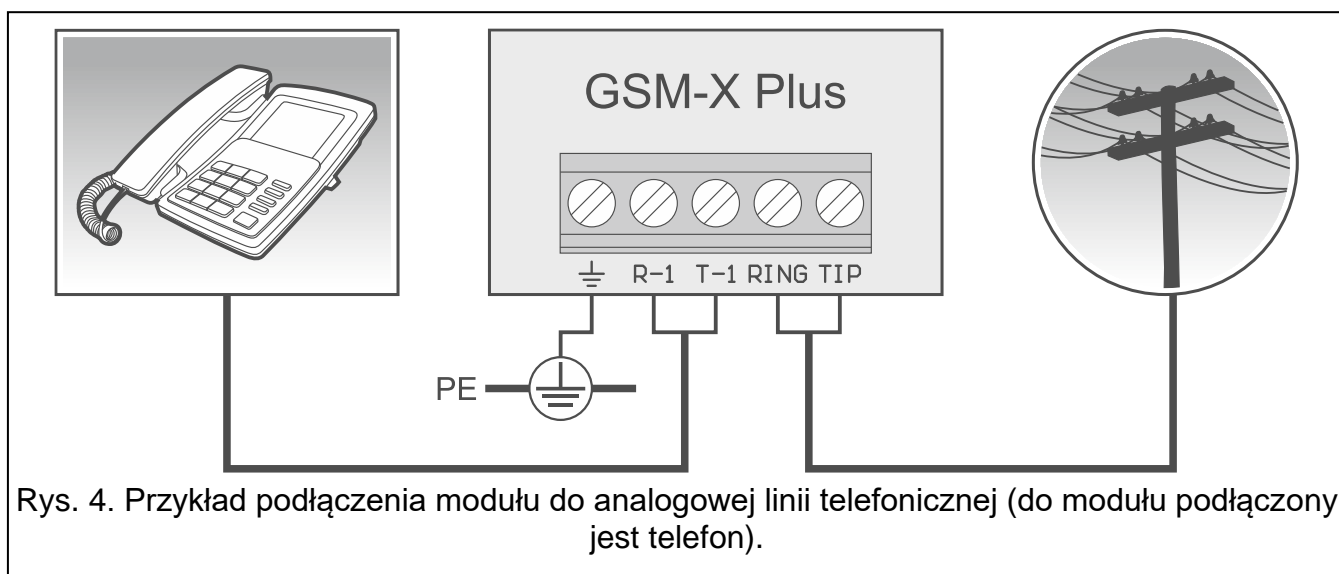 GSM-X Plus
R-1 T-1 RING TIP
PE
Rys. 4. Przykład podłączenia modułu do analogowej linii telefonicznej (do modułu podłączony
jest telefon).